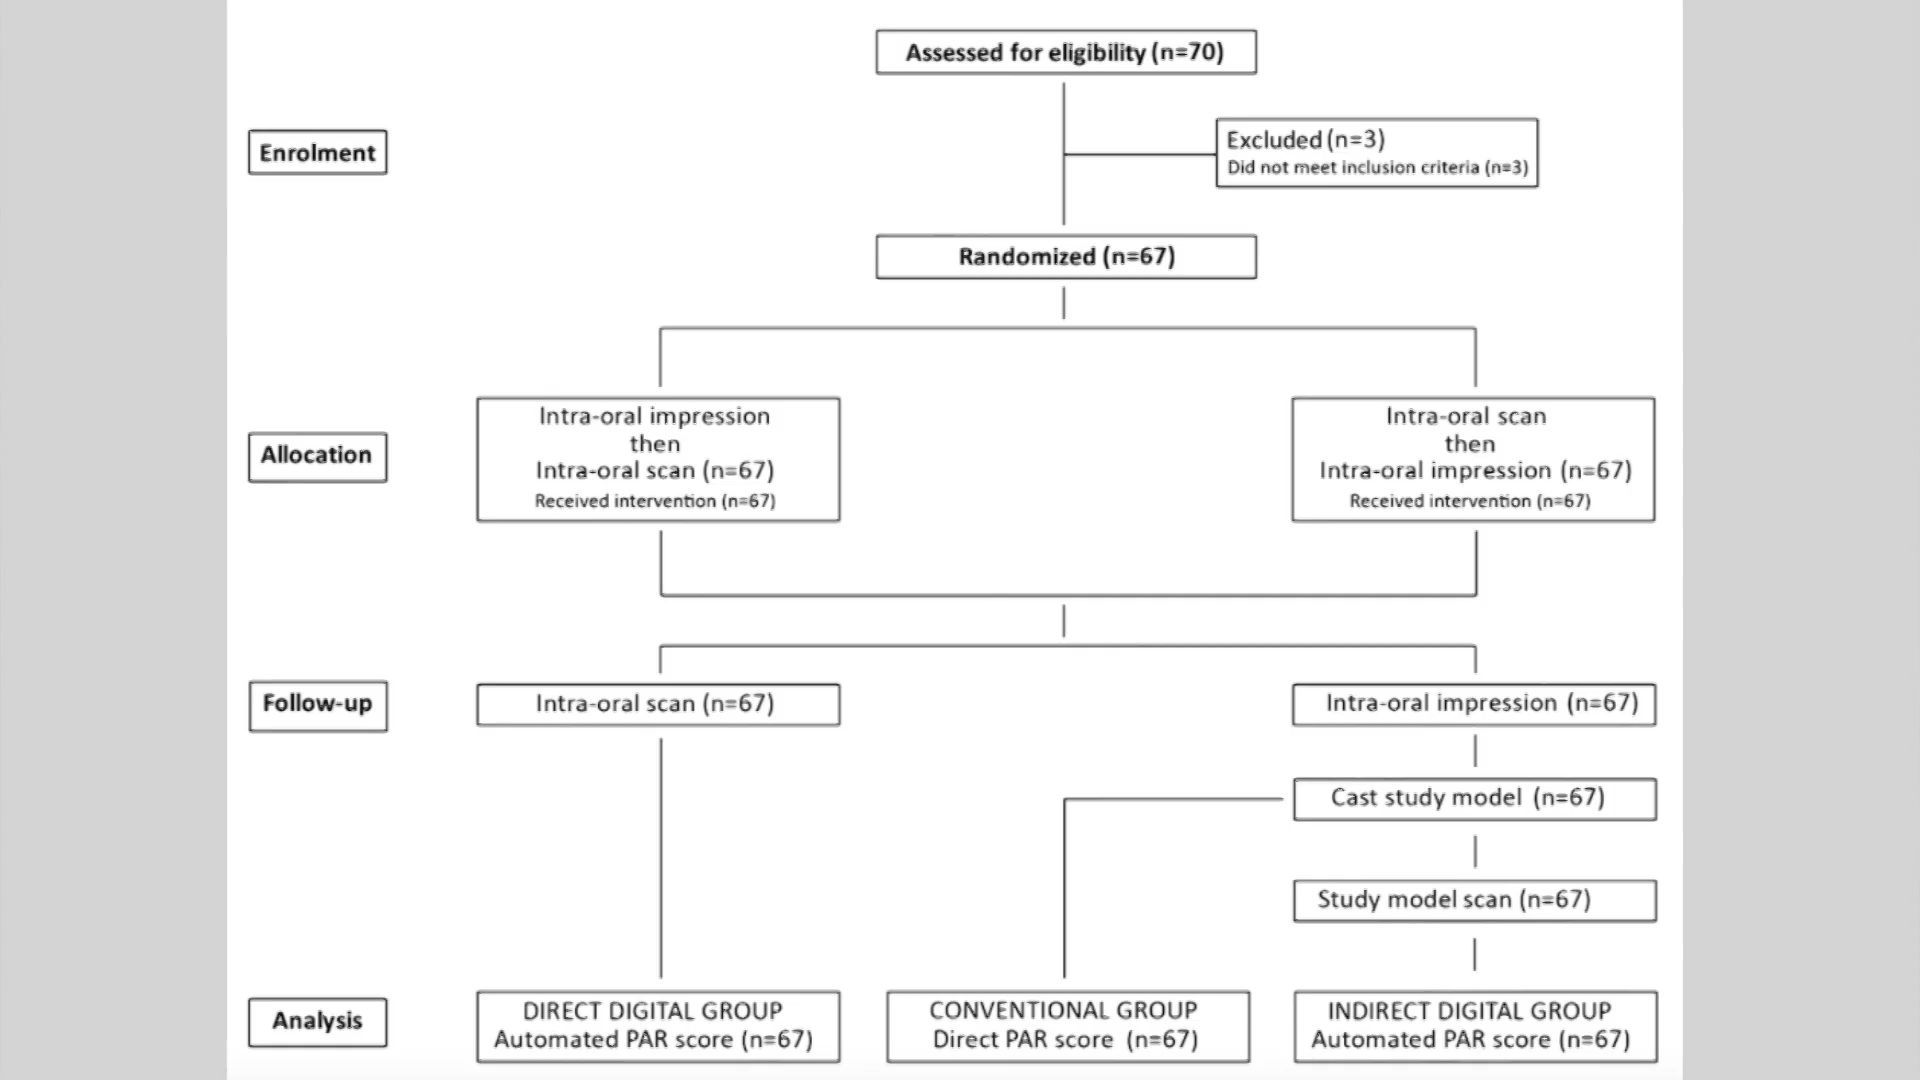 Assessed for eligibility (n=70)
Enrolment
Excluded (n=3)
Did not meet inclusion criteria (n=3)
Randomized (n=67)
Allocation
Intra-oral impression
then
Intra-oral scan (n=67)
Received intervention (n=67)
Intra-oral scan
then
Intra-oral impression (n=67)
Received intervention (n=67)
Follow-up
Intra-oral scan (n=67)
Intra-oral impression (n=67)
Cast study model (n=67)
Study model scan (n=67)
Analysis
DIRECT DIGITAL GROUP
Automated PAR score (n=67)
CONVENTIONAL GROUP
Direct PAR score (n=67)
INDIRECT DIGITAL GROUP
Automated PAR score (n=67)